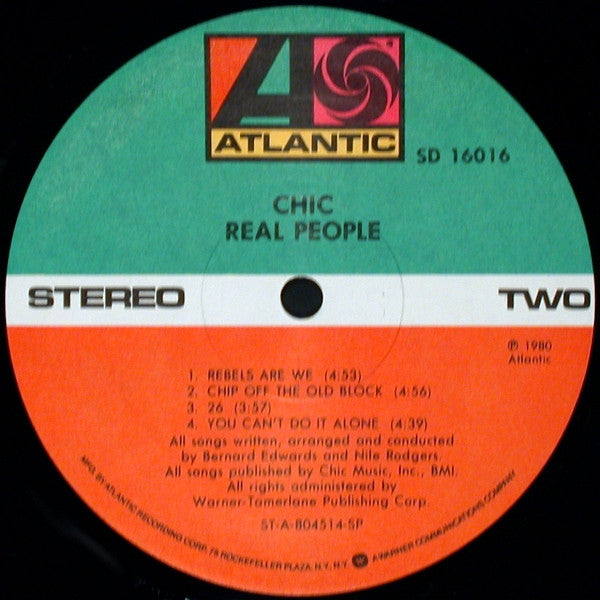 ATLANTIC
SD 16016
CHIC
REAL PEOPLE
STEREO
TWO
℗ 1980
Atlantic
1. REBELS ARE WE (4:53)
2. CHIP OFF THE OLD BLOCK (4:56)
3. 26 (3:57)
4. YOU CAN'T DO IT ALONE (4:39)
All songs written, arranged and conducted
by Bernard Edwards and Nile Rodgers.
All songs published by Chic Music, Inc., BMI.
All rights administered by
Warner-Tamerlane Publishing Corp.
ST-A-804514-SP
MFG. BY ATLANTIC RECORDING CORP., 75 ROCKEFELLER PLAZA, N.Y., N.Y. A WARNER COMMUNICATIONS COMPANY